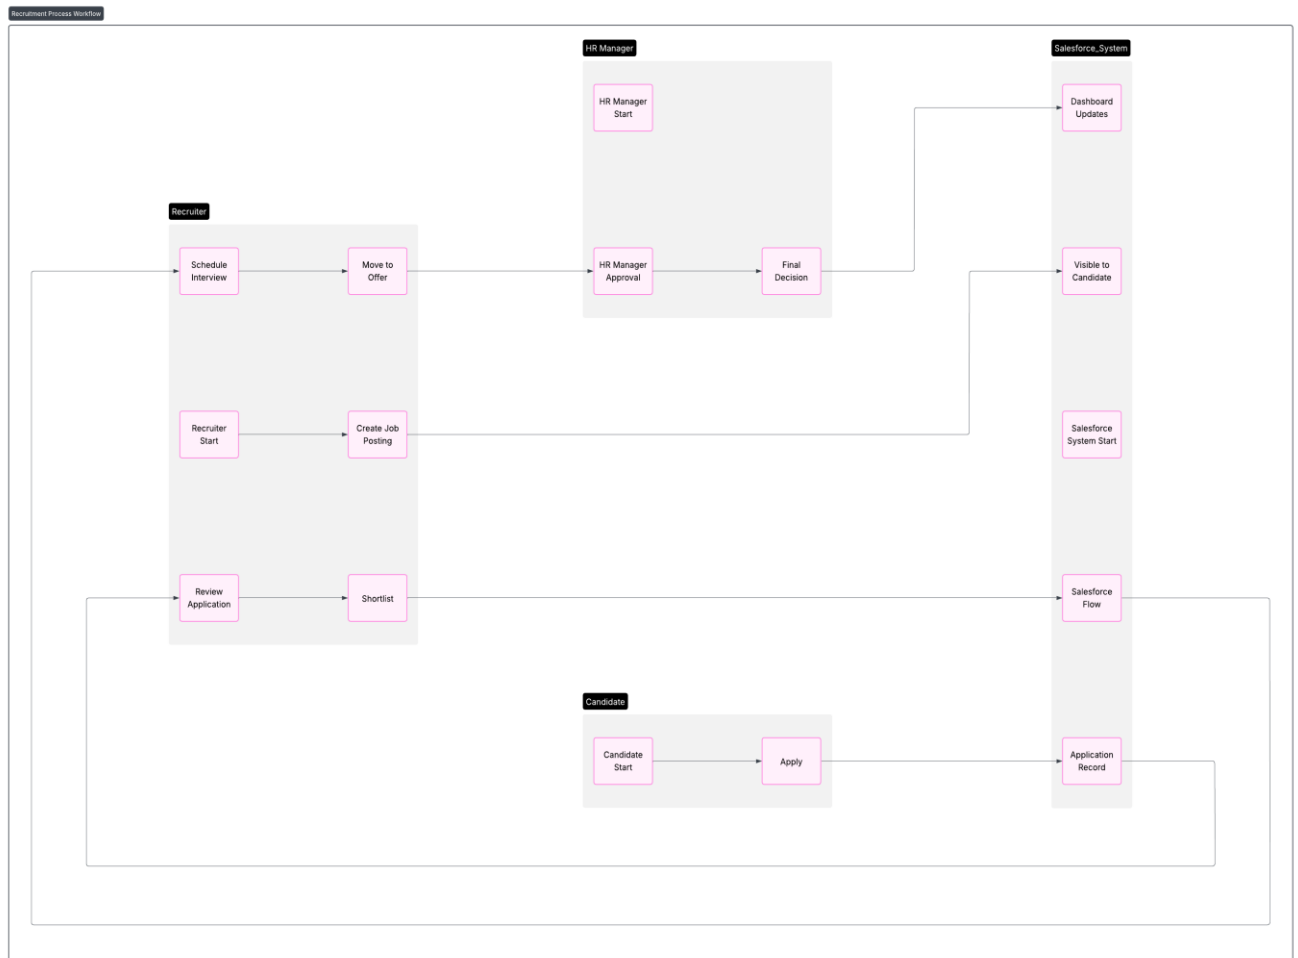 Recruitment Process Workflow
HR Manager
Salesforce_System
HR Manager
Start
Dashboard
Updates
Recruiter
Schedule
Interview
Move to
Offer
HR Manager
Approval
Final
Decision
Visible to
Candidate
Recruiter
Start
Create Job
Posting
Salesforce
System Start
Review
Application
Shortlist
Salesforce
Flow
Candidate
Candidate
Start
Apply
Application
Record